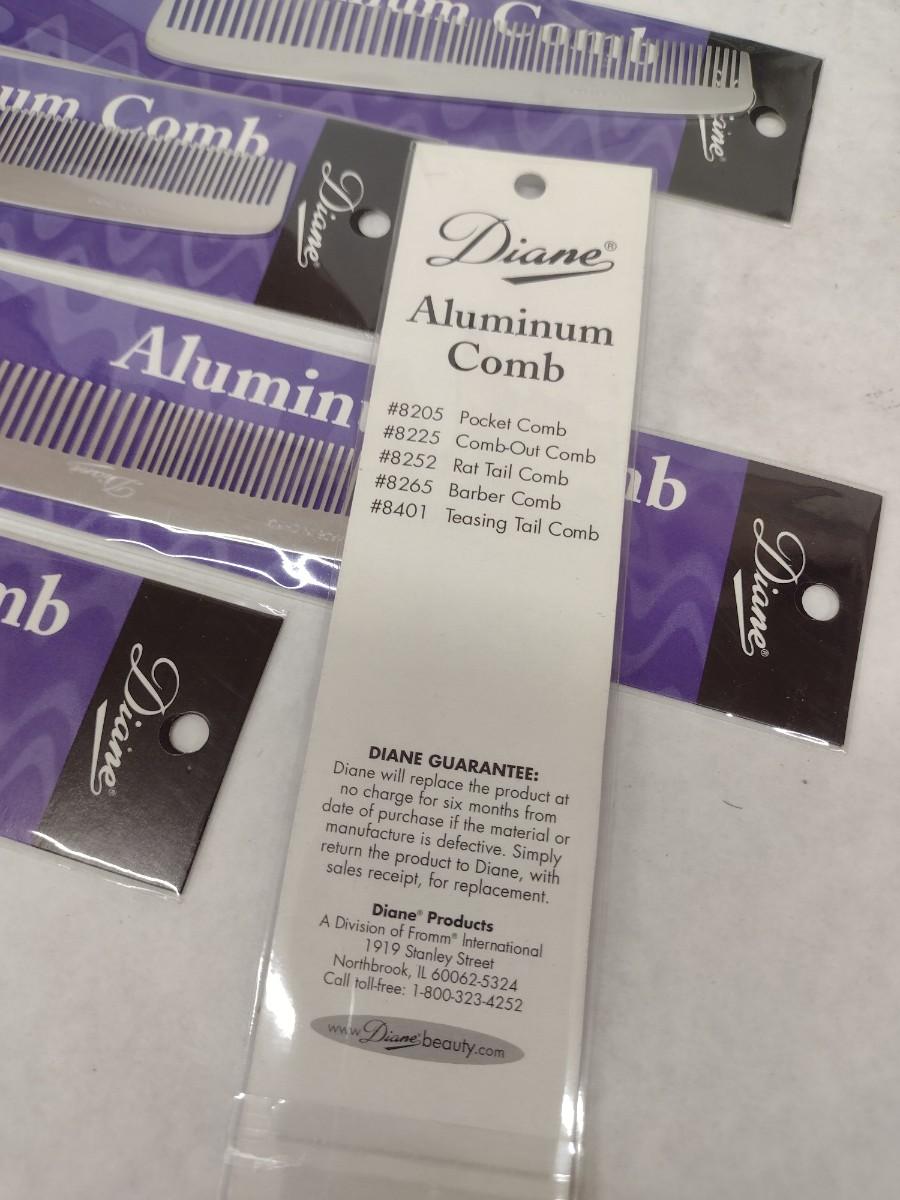 um Comb
Diane
um Comb
Diane®
Diane®
Aluminum
Comb
#8205 Pocket Comb
#8225 Comb-Out Comb
#8252 Rat Tail Comb
#8265 Barber Comb
#8401 Teasing Tail Comb
Alumin
mb
Diane®
Diane
mb
Diane®
DIANE GUARANTEE:
Diane will replace the product at
no charge for six months from
date of purchase if the material or
manufacture is defective. Simply
return the product to Diane, with
sales receipt, for replacement.
Diane® Products
A Division of Fromm® International
1919 Stanley Street
Northbrook, IL 60062-5324
Call toll-free: 1-800-323-4252
www.Diane®beauty.com